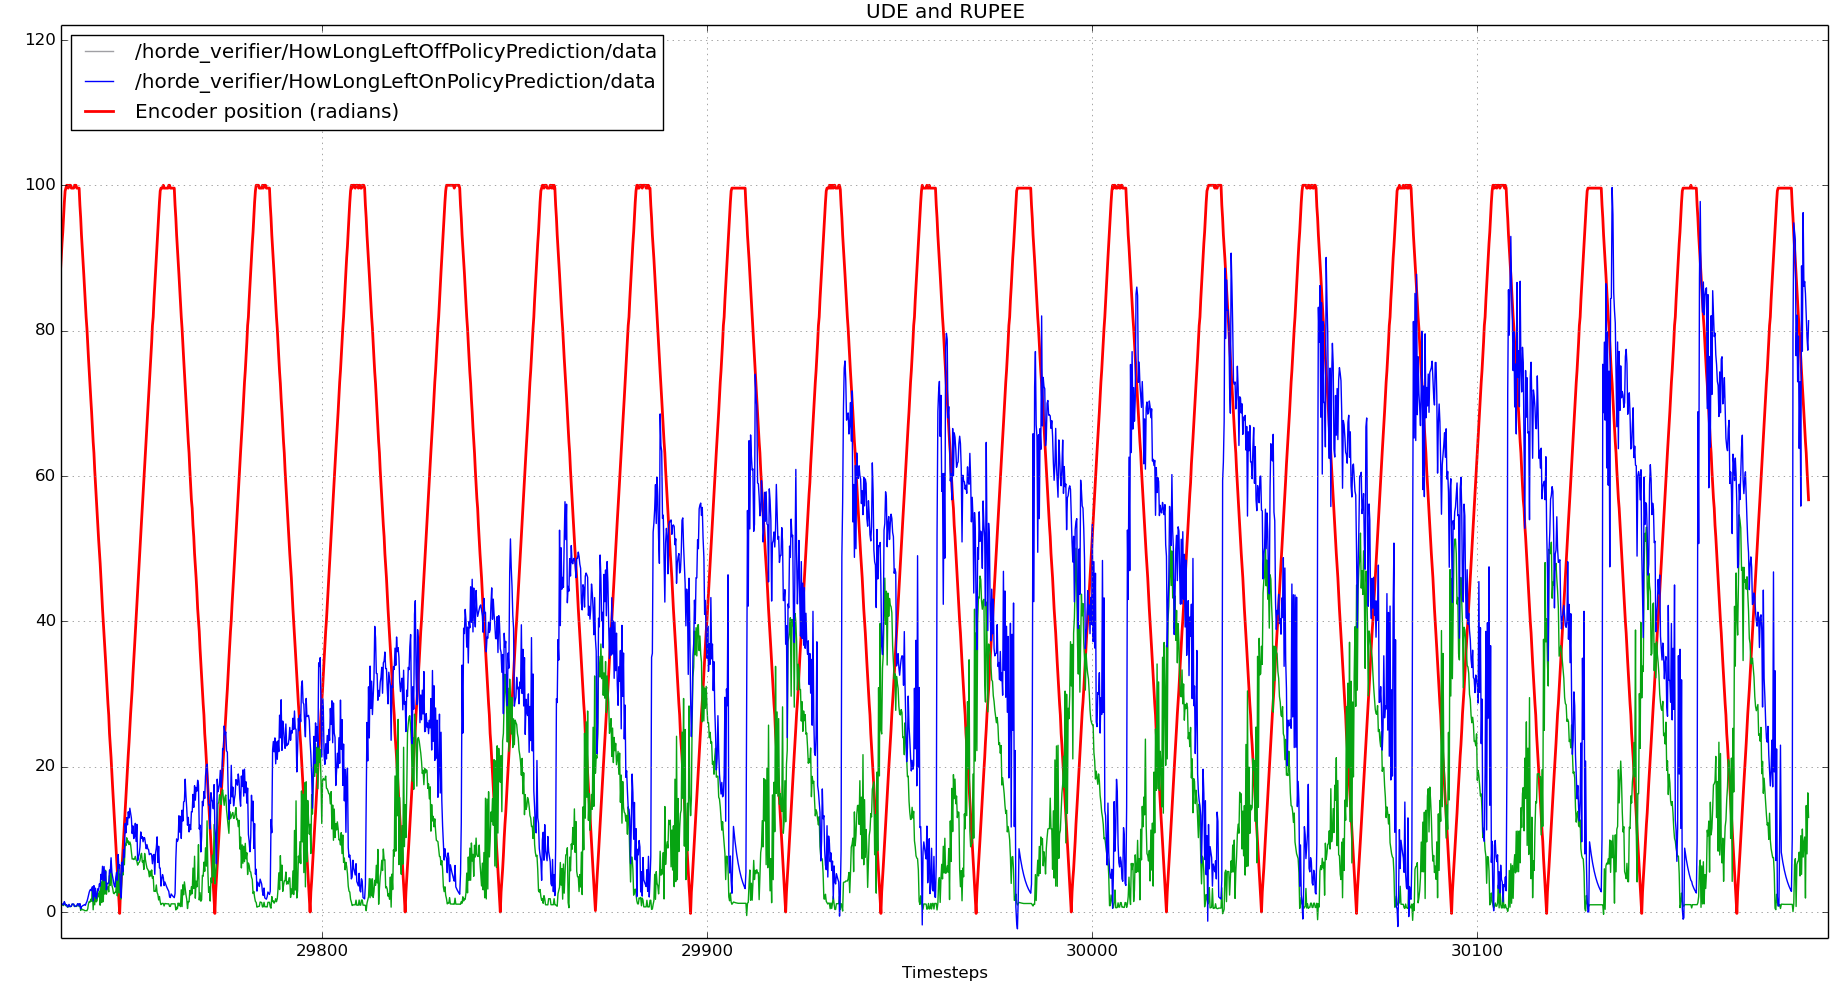 UDE and RUPEE
/horde_verifier/HowLongLeftOffPolicyPrediction/data
/horde_verifier/HowLongLeftOnPolicyPrediction/data
Encoder position (radians)
120
100
80
60
40
20
0
29800 29900 30000 30100
Timesteps